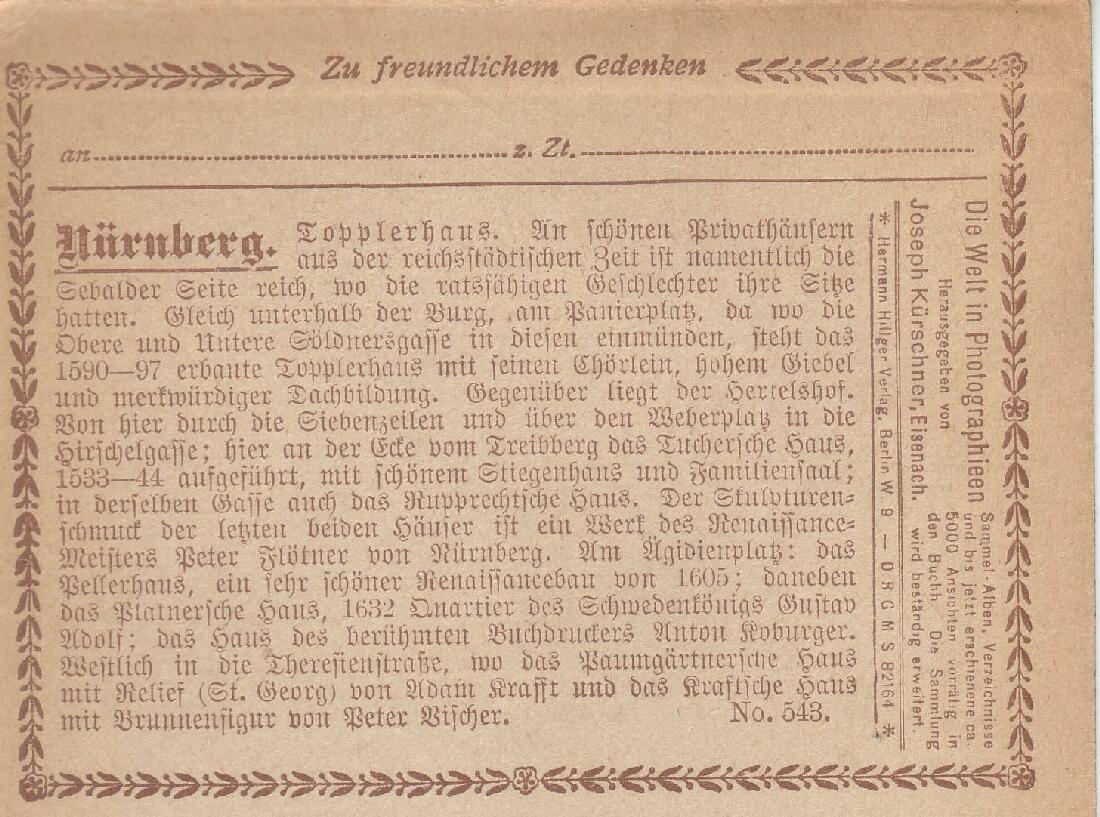 Zu freundlichem Gedenken
an z. Zt.
Nürnberg. Topplerhaus. An schönen Privathäusern
aus der reichsstädtischen Zeit ist namentlich die
Sebalder Seite reich, wo die ratsfähigen Geschlechter ihre Sitze
hatten. Gleich unterhalb der Burg, am Panierplatz, da wo die
Obere und Untere Söldnersgasse in diesen einmünden, steht das
1590—97 erbaute Topplerhaus mit seinen Chörlein, hohem Giebel
und merkwürdiger Dachbildung. Gegenüber liegt der Hertelshof.
Von hier durch die Siebenzeilen und über den Weberplatz in die
Hirschelgasse; hier an der Ecke vom Treibberg das Tuchersche Haus,
1533—44 aufgeführt, mit schönem Stiegenhaus und Familiensaal;
in derselben Gasse auch das Rupprechtsche Haus. Der Skulpturen-
schmuck der letzten beiden Häuser ist ein Werk des Renaissance-
Meisters Peter Flötner von Nürnberg. Am Ägidienplatz: das
Pellerhaus, ein sehr schöner Renaissancebau von 1605; daneben
das Platnersche Haus, 1632 Quartier des Schwedenkönigs Gustav
Adolf; das Haus des berühmten Buchdruckers Anton Koburger.
Westlich in die Theresienstraße, wo das Paumgärtnersche Haus
mit Relief (St. Georg) von Adam Krafft und das Kraftsche Haus
mit Brunnenfigur von Peter Vischer. No. 543.
Die Welt in Photographieen
Herausgegeben von
Joseph Kürschner, Eisenach.
Sammel-Alben, Verzeichnisse
und bis jetzt erschienene ca.
5000 Ansichten vorrätig in
den Buchh. Die Sammlung
wird beständig erweitert.
* Hermann Hillger Verlag, Berlin W. 9 — D R G M S 82164 *